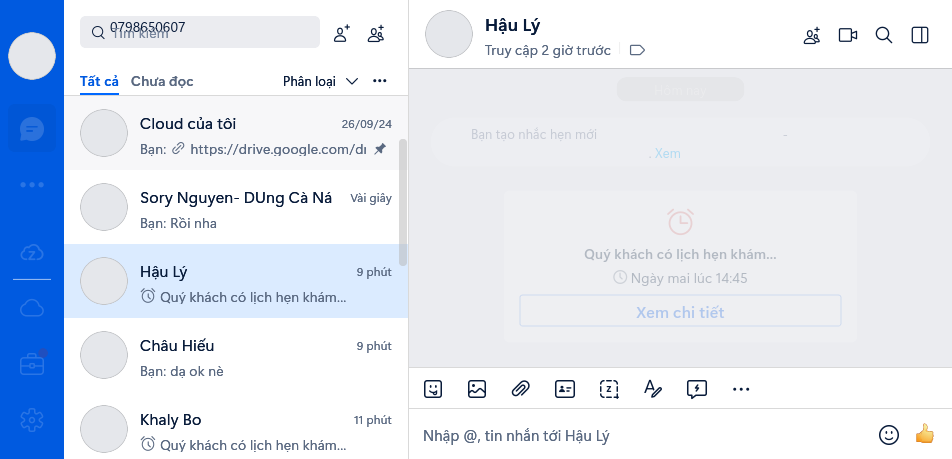 0798650607
Tìm kiếm
Tất cả Chưa đọc Phân loại
Cloud của tôi 26/09/24
Bạn: https://drive.google.com/dr
Sory Nguyen- DUng Cà Ná Vài giây
Bạn: Rồi nha
Hậu Lý 9 phút
Quý khách có lịch hẹn khám...
Châu Hiếu 9 phút
Bạn: dạ ok nè
Khaly Bo 11 phút
Quý khách có lịch hẹn khám...
Hậu Lý
Truy cập 2 giờ trước
Bạn tạo nhắc hẹn mới -
. Xem
Quý khách có lịch hẹn khám...
Ngày mai lúc 14:45
Xem chi tiết
Nhập @, tin nhắn tới Hậu Lý